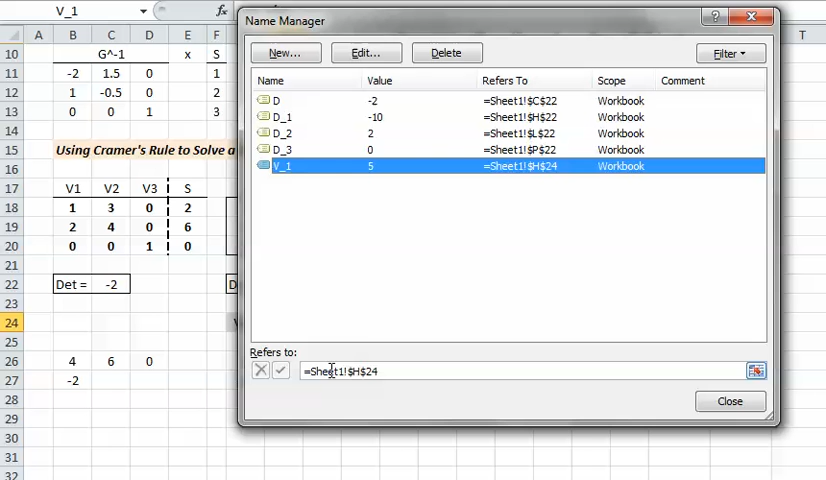 V_1 fx
Name Manager
? X
New... Edit... Delete Filter
Name Value Refers To Scope Comment
D -2 =Sheet1!$C$22 Workbook
D_1 -10 =Sheet1!$H$22 Workbook
D_2 2 =Sheet1!$L$22 Workbook
D_3 0 =Sheet1!$P$22 Workbook
V_1 5 =Sheet1!$H$24 Workbook
Refers to:
=Sheet1!$H$24
Close
A B C D E F T
10 G^-1 x S
11 -2 1.5 0 1
12 1 -0.5 0 2
13 0 0 1 3
14
15 Using Cramer's Rule to Solve a
16
17 V1 V2 V3 S
18 1 3 0 2
19 2 4 0 6
20 0 0 1 0
21
22 Det = -2 D
23
24 V
25
26 4 6 0
27 -2
28
29
30
31
32